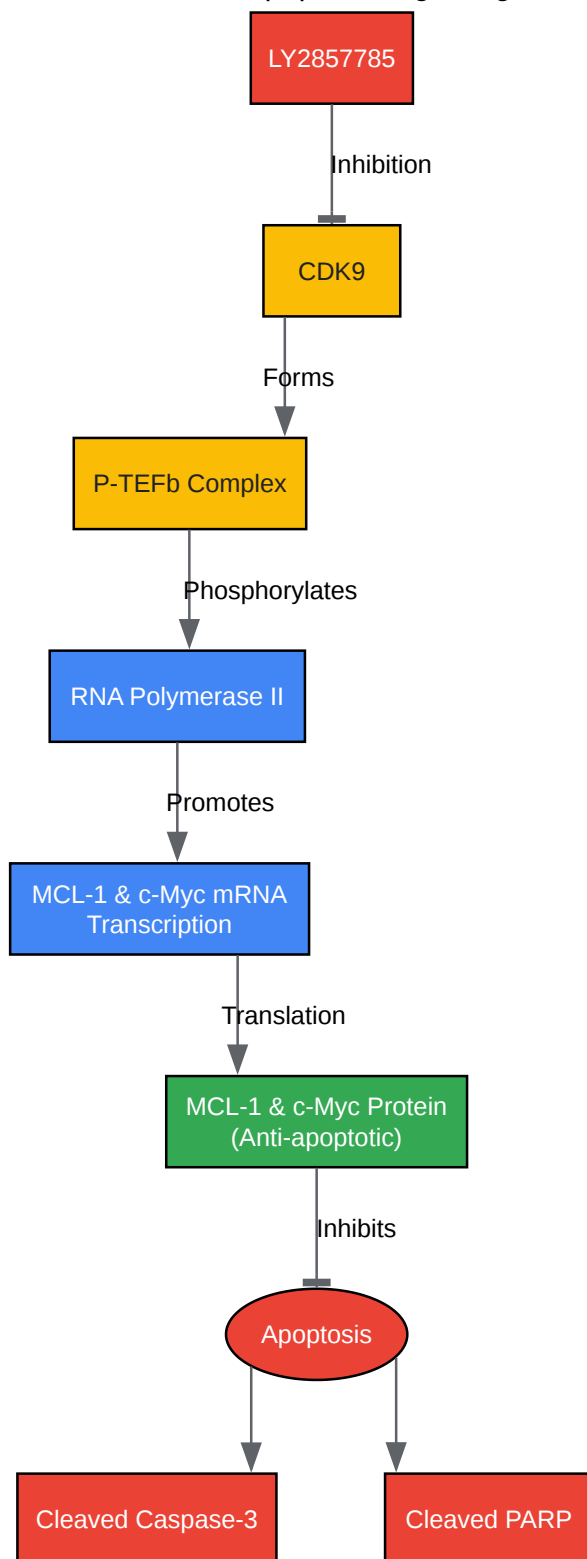 LY2857785
Inhibition
CDK9
Forms
P-TEFb Complex
Phosphorylates
RNA Polymerase II
Promotes
MCL-1 & c-Myc mRNA
Transcription
Translation
MCL-1 & c-Myc Protein
(Anti-apoptotic)
Inhibits
Apoptosis
Cleaved Caspase-3
Cleaved PARP